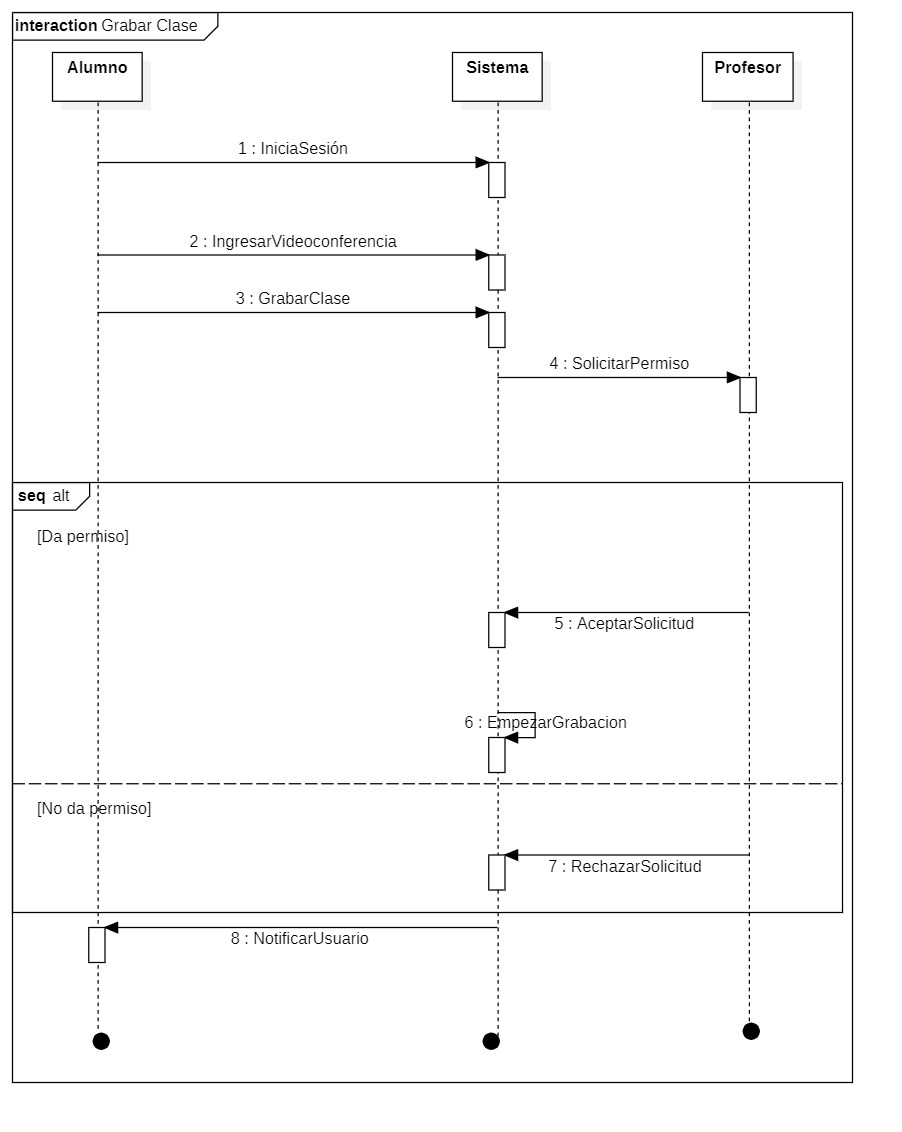 interaction Grabar Clase
Alumno
Sistema
Profesor
1 : IniciaSesión
2 : IngresarVideoconferencia
3 : GrabarClase
4 : SolicitarPermiso
seq alt
[Da permiso]
5 : AceptarSolicitud
6 : EmpezarGrabacion
[No da permiso]
7 : RechazarSolicitud
8 : NotificarUsuario